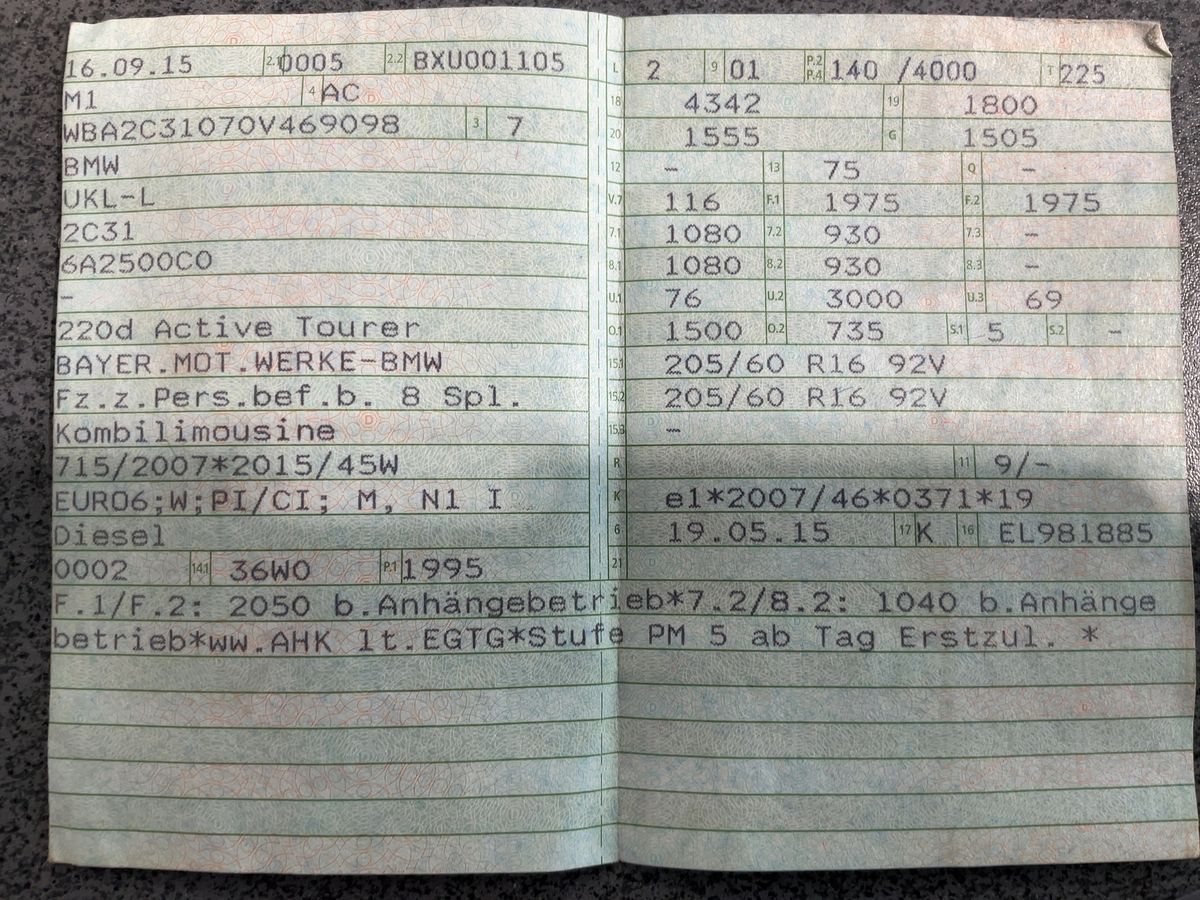 16.09.15 2.1 0005 2.2 BXU001105
M1 4 AC
WBA2C31070V469098 3 7
BMW
UKL-L
2C31
6A2500C0
–
220d Active Tourer
BAYER.MOT.WERKE-BMW
Fz.z.Pers.bef.b. 8 Spl.
Kombilimousine
715/2007*2015/45W
EURO6;W;PI/CI; M, N1 I
Diesel
0002 14.1 36W0 P.1 1995
L 2 9 01 P.2 P.4 140 /4000 T 225
18 4342 19 1800
20 1555 G 1505
12 – 13 75 Q –
V.7 116 F.1 1975 F.2 1975
7.1 1080 7.2 930 7.3 –
8.1 1080 8.2 930 8.3 –
U.1 76 U.2 3000 U.3 69
O.1 1500 O.2 735 S.1 5 S.2 –
15.1 205/60 R16 92V
15.2 205/60 R16 92V
15.3 –
R 11 9/–
K e1*2007/46*0371*19
6 19.05.15 17 K 16 EL981885
21
F.1/F.2: 2050 b.Anhängebetrieb*7.2/8.2: 1040 b.Anhänge
betrieb*ww.AHK lt.EGTG*Stufe PM 5 ab Tag Erstzul. *